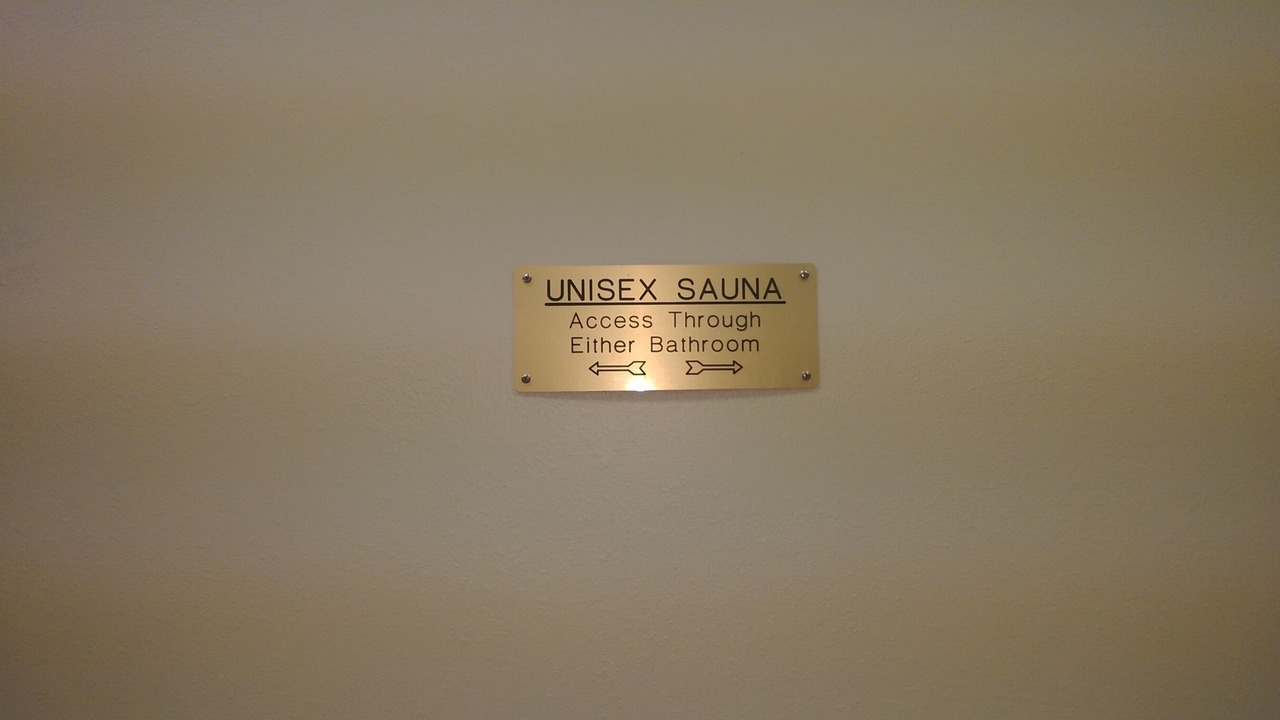 UNISEX SAUNA
Access Through
Either Bathroom